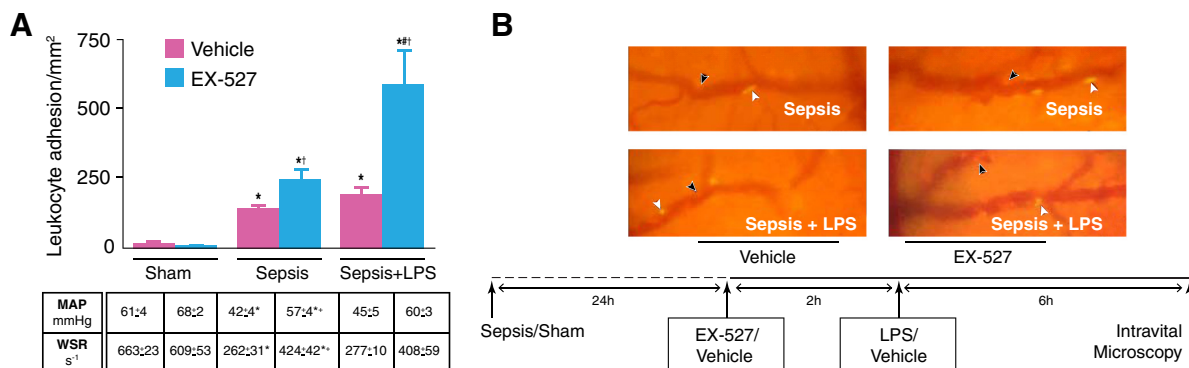 A
Leukocyte adhesion/mm²
750
500
250
0
Vehicle
EX-527
*
*†
*
*#†
Sham
Sepsis
Sepsis+LPS
MAP mmHg 61±4 68±2 42±4* 57±4*+ 45±5 60±3
WSR s⁻¹ 663±23 609±53 262±31* 424±42*+ 277±10 408±59
B
Sepsis
Sepsis
Sepsis + LPS
Sepsis + LPS
Vehicle
EX-527
24h
2h
6h
Sepsis/Sham
EX-527/
Vehicle
LPS/
Vehicle
Intravital
Microscopy